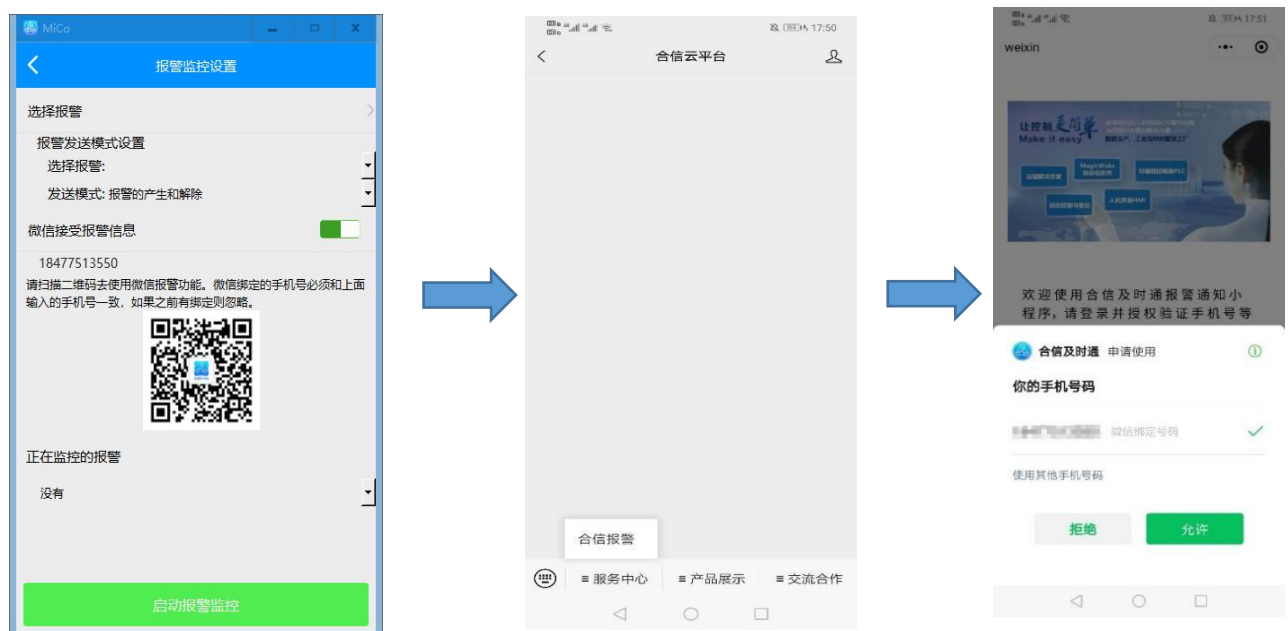 MiCo
报警监控设置
选择报警
报警发送模式设置
选择报警:
发送模式: 报警的产生和解除
微信接受报警信息
18477513550
请扫描二维码去使用微信报警功能。微信绑定的手机号必须和上面
输入的手机号一致，如果之前有绑定则忽略。
正在监控的报警
没有
启动报警监控
17:50
合信云平台
合信报警
服务中心
产品展示
交流合作
17:51
weixin
让控制更简单
Make it easy
欢迎使用合信及时通报警通知小
程序，请登录并授权验证手机号等
合信及时通 申请使用
你的手机号码
微信绑定号码
使用其他手机号码
拒绝 允许